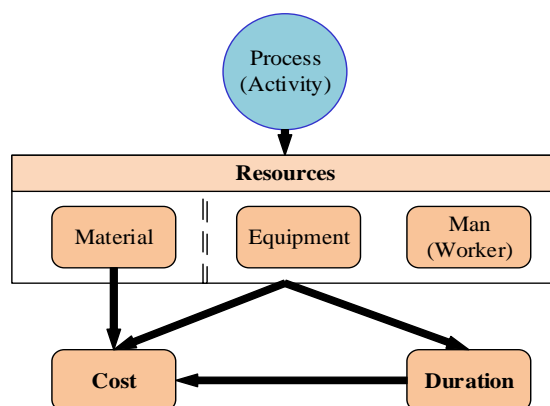 Process
(Activity)
Resources
Material
Equipment
Man
(Worker)
Cost
Duration